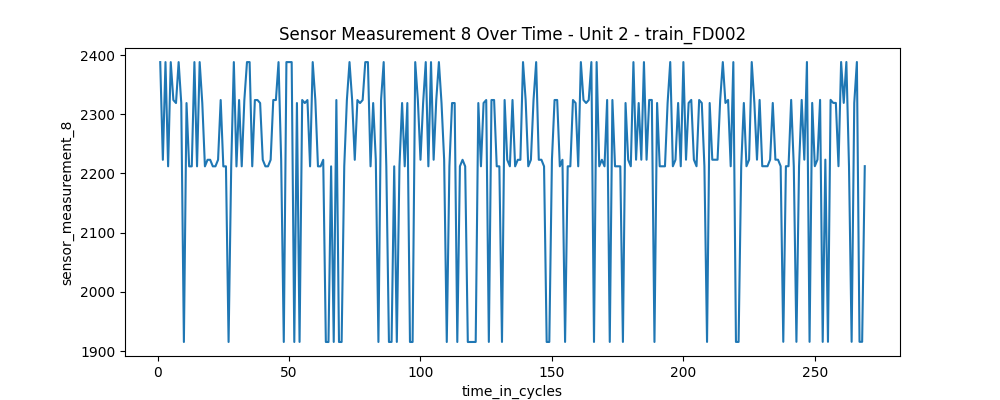 Sensor Measurement 8 Over Time - Unit 2 - train_FD002
2400
2300
2200
2100
2000
1900
sensor_measurement_8
0 50 100 150 200 250
time_in_cycles